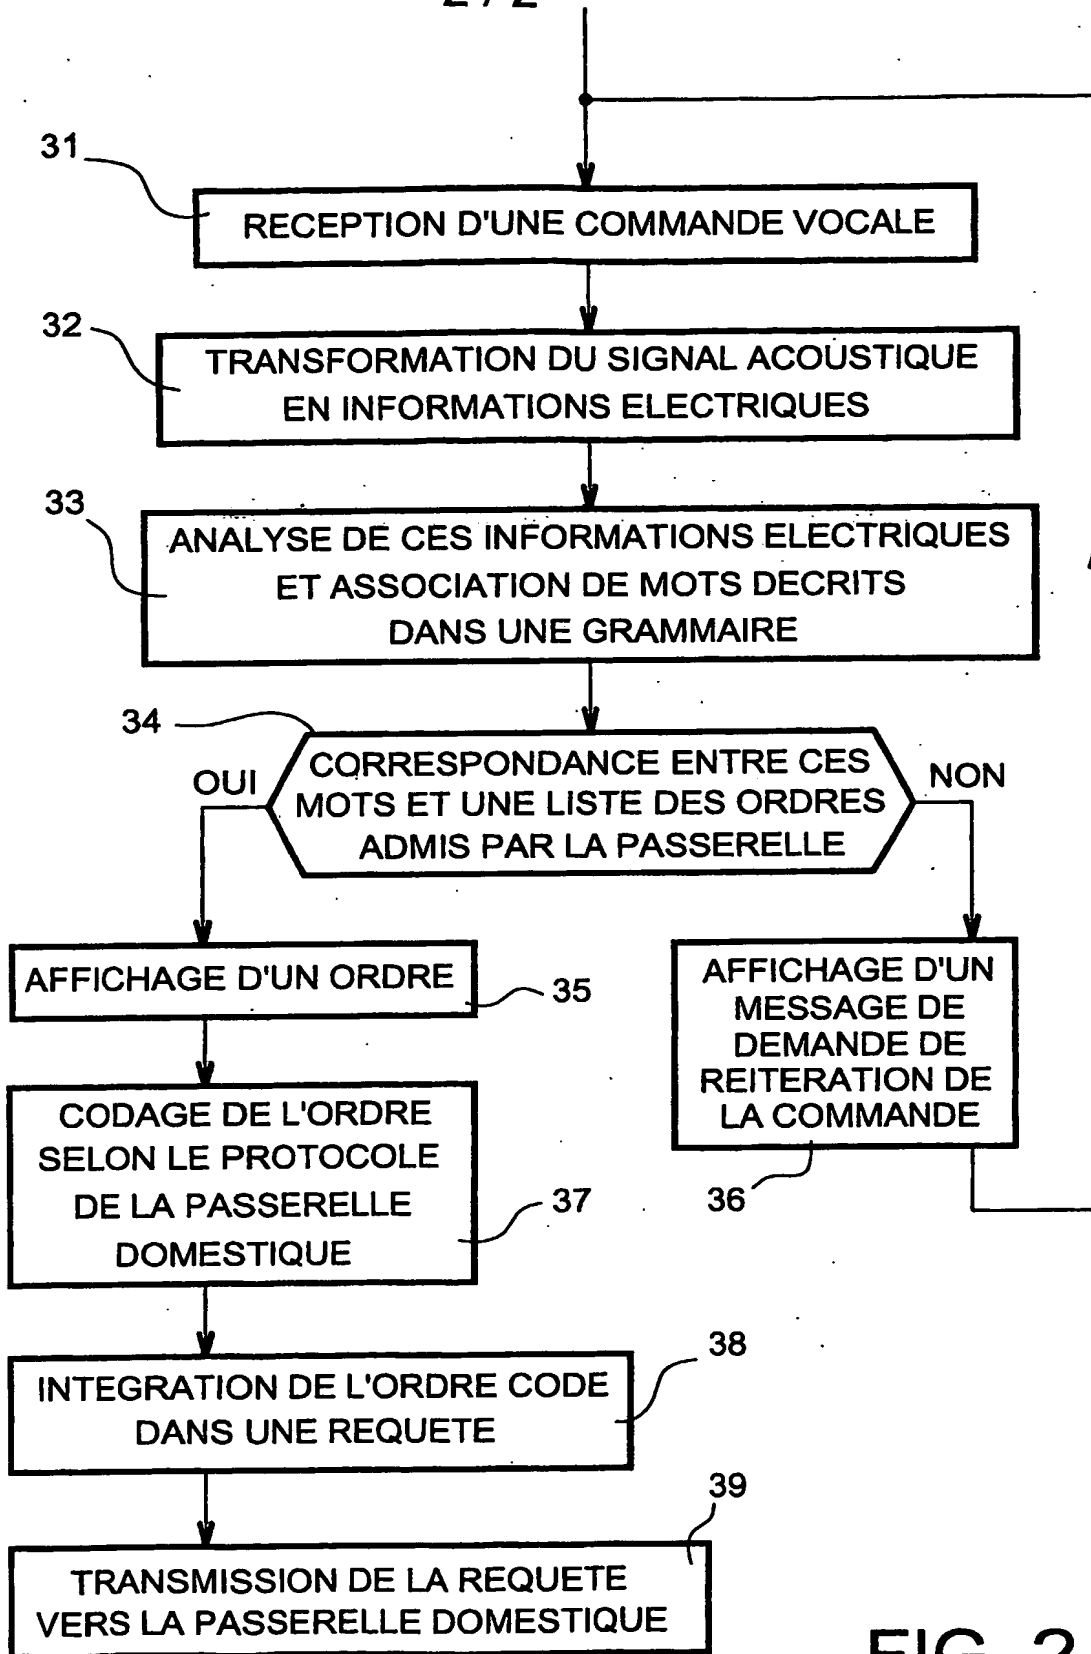 2 / 2
31
RECEPTION D'UNE COMMANDE VOCALE
32
TRANSFORMATION DU SIGNAL ACOUSTIQUE
EN INFORMATIONS ELECTRIQUES
33
ANALYSE DE CES INFORMATIONS ELECTRIQUES
ET ASSOCIATION DE MOTS DECRITS
DANS UNE GRAMMAIRE
34
OUI
CORRESPONDANCE ENTRE CES
MOTS ET UNE LISTE DES ORDRES
ADMIS PAR LA PASSERELLE
NON
AFFICHAGE D'UN ORDRE
35
AFFICHAGE D'UN
MESSAGE DE
DEMANDE DE
REITERATION DE
LA COMMANDE
36
CODAGE DE L'ORDRE
SELON LE PROTOCOLE
DE LA PASSERELLE
DOMESTIQUE
37
38
INTEGRATION DE L'ORDRE CODE
DANS UNE REQUETE
39
TRANSMISSION DE LA REQUETE
VERS LA PASSERELLE DOMESTIQUE
FIG. 2